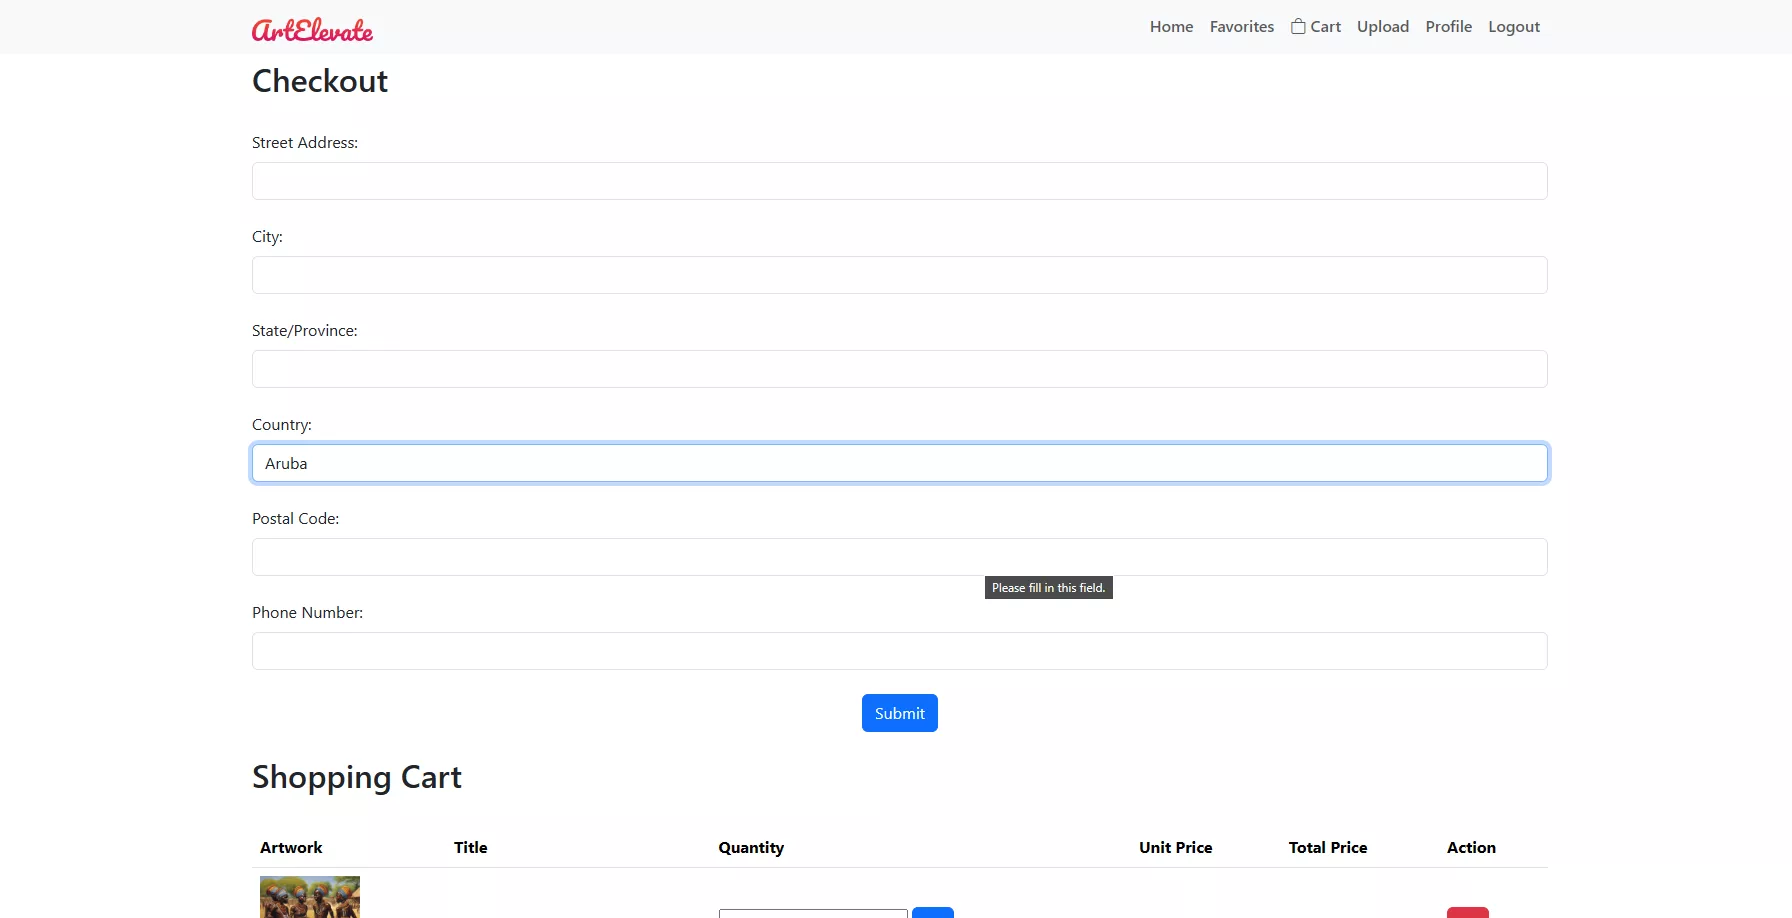 ArtElevate
Home Favorites Cart Upload Profile Logout
Checkout
Street Address:
City:
State/Province:
Country:
Aruba
Postal Code:
Please fill in this field.
Phone Number:
Submit
Shopping Cart
Artwork Title Quantity Unit Price Total Price Action